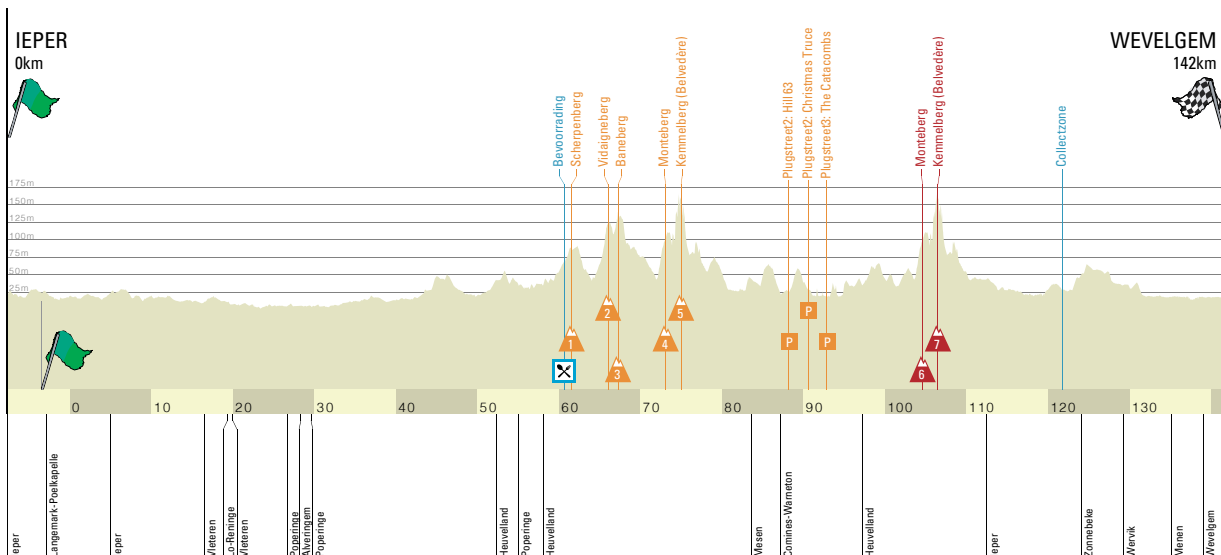 IEPER
0km
WEVELGEM
142km
Bevoorrading
Scherpenberg
Vidaigneberg
Baneberg
Monteberg
Kemmelberg (Belvedère)
Plugstreet2: Hill 63
Plugstreet2: Christmas Truce
Plugstreet3: The Catacombs
Monteberg
Kemmelberg (Belvedère)
Collectzone
175m
150m
125m
100m
75m
50m
25m
1
2
3
4
5
P
P
P
6
7
0 10 20 30 40 50 60 70 80 90 100 110 120 130
Ieper
Langemark-Poelkapelle
Ieper
Vleteren
Lo-Reninge
Vleteren
Poperinge
Alveringem
Poperinge
Heuvelland
Poperinge
Heuvelland
Mesen
Comines-Warneton
Heuvelland
Ieper
Zonnebeke
Wervik
Menen
Wevelgem